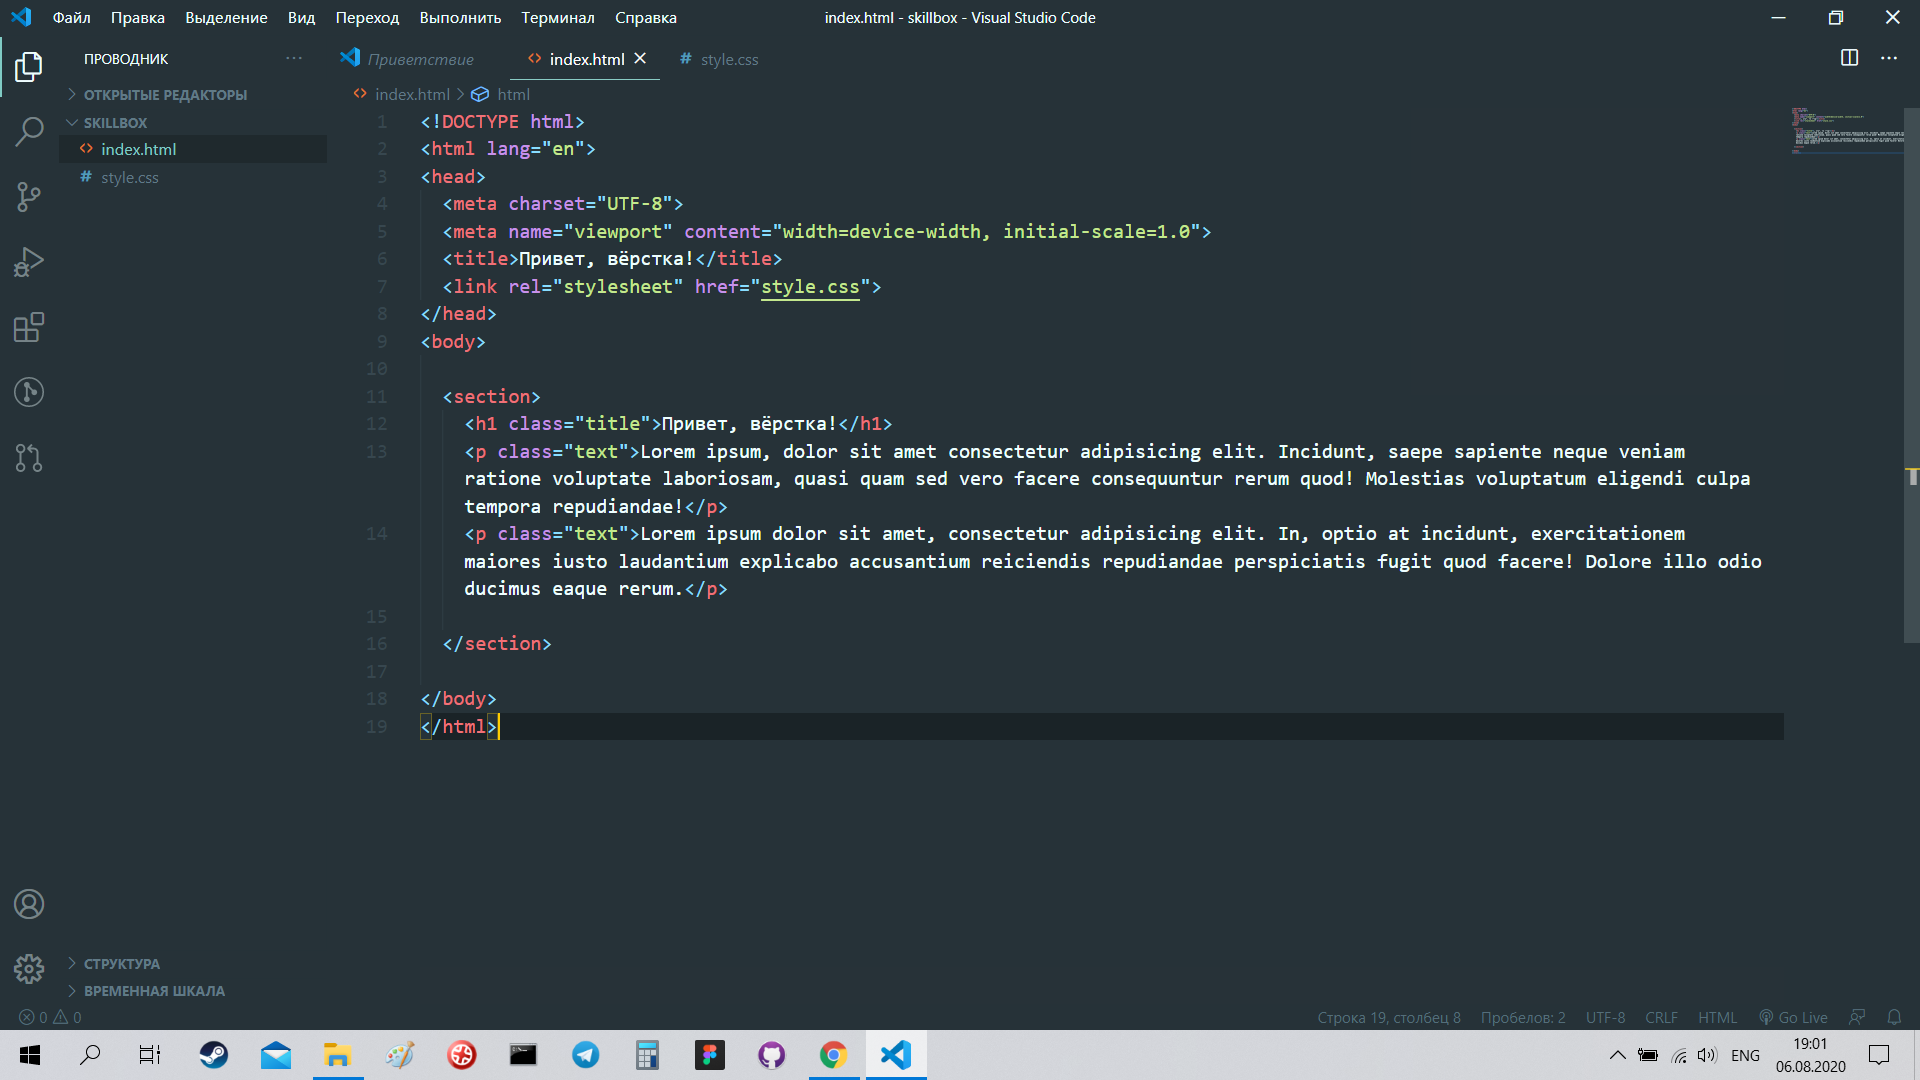 Файл Правка Выделение Вид Переход Выполнить Терминал Справка
index.html - skillbox - Visual Studio Code
ПРОВОДНИК
ОТКРЫТЫЕ РЕДАКТОРЫ
SKILLBOX
index.html
# style.css
Приветствие
index.html
# style.css
index.html > html
1 <!DOCTYPE html>
2 <html lang="en">
3 <head>
4 <meta charset="UTF-8">
5 <meta name="viewport" content="width=device-width, initial-scale=1.0">
6 <title>Привет, вёрстка!</title>
7 <link rel="stylesheet" href="style.css">
8 </head>
9 <body>
10
11 <section>
12 <h1 class="title">Привет, вёрстка!</h1>
13 <p class="text">Lorem ipsum, dolor sit amet consectetur adipisicing elit. Incidunt, saepe sapiente neque veniam
ratione voluptate laboriosam, quasi quam sed vero facere consequuntur rerum quod! Molestias voluptatum eligendi culpa
tempora repudiandae!</p>
14 <p class="text">Lorem ipsum dolor sit amet, consectetur adipisicing elit. In, optio at incidunt, exercitationem
maiores iusto laudantium explicabo accusantium reiciendis repudiandae perspiciatis fugit quod facere! Dolore illo odio
ducimus eaque rerum.</p>
15
16 </section>
17
18 </body>
19 </html>
СТРУКТУРА
ВРЕМЕННАЯ ШКАЛА
0 0
Строка 19, столбец 8 Пробелов: 2 UTF-8 CRLF HTML Go Live
ENG
19:01
06.08.2020